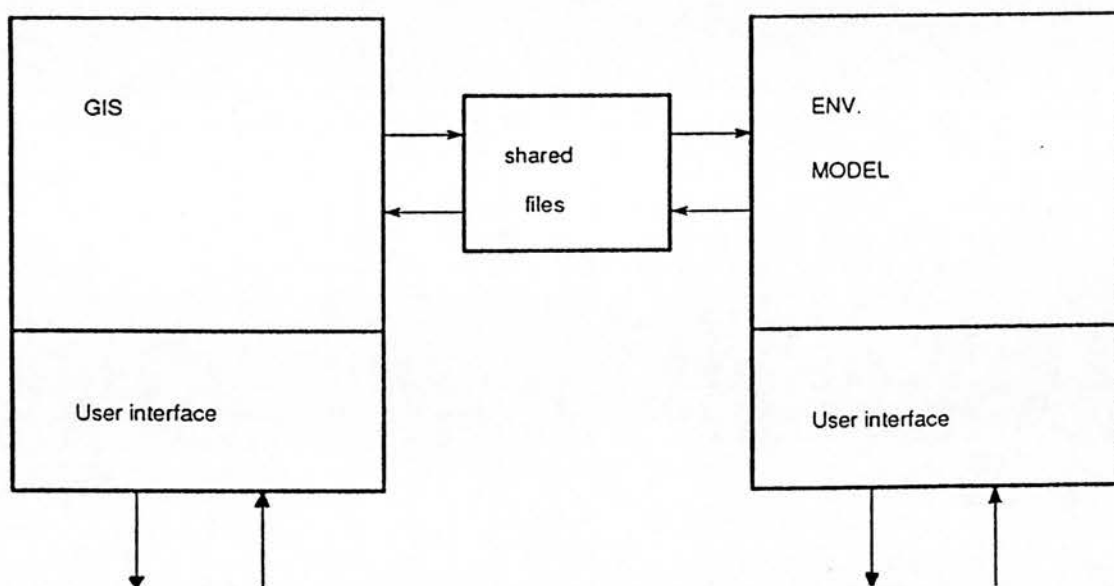 GIS
User interface
shared
files
ENV.
MODEL
User interface